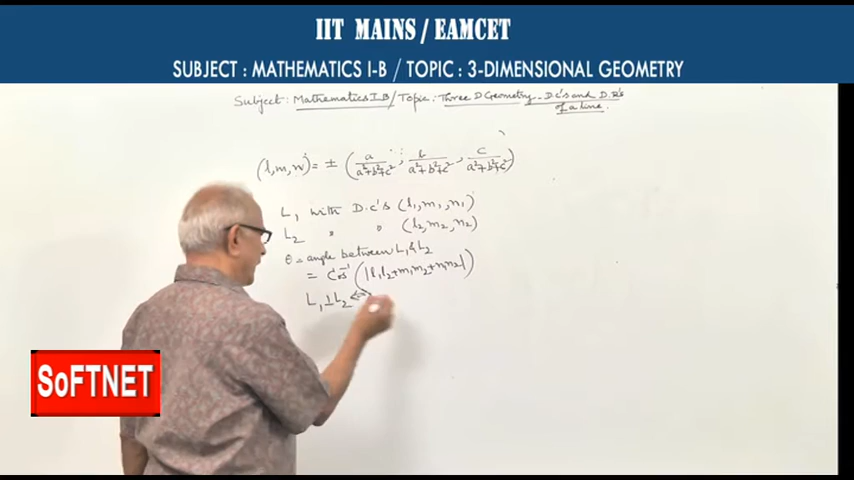 IIT MAINS / EAMCET
SUBJECT : MATHEMATICS I-B / TOPIC : 3-DIMENSIONAL GEOMETRY
Subject: Mathematics I B / Topic: Three D Geometry - Dc's and D.R's
of a line.
(l, m, n) = ± (a/a²+b²+c², b/a²+b²+c², c/a²+b²+c²)
L₁ with D.c's (l₁, m₁, n₁)
L₂ " " (l₂, m₂, n₂)
θ = angle between L₁ & L₂
= Cos⁻¹ (|l₁l₂+m₁m₂+n₁n₂|)
L₁ ⊥ L₂ ⇔
SoFTNET